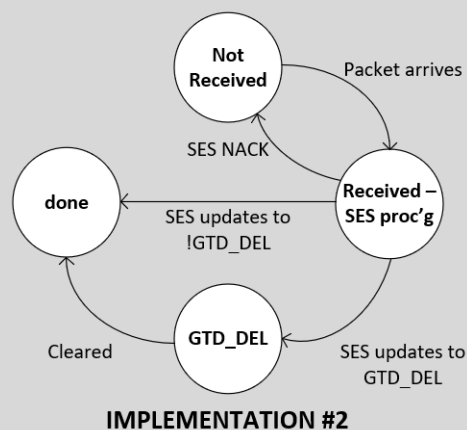 Not
Received
Packet arrives
SES NACK
Received –
SES proc'g
done
SES updates to
!GTD_DEL
GTD_DEL
Cleared
SES updates to
GTD_DEL
IMPLEMENTATION #2